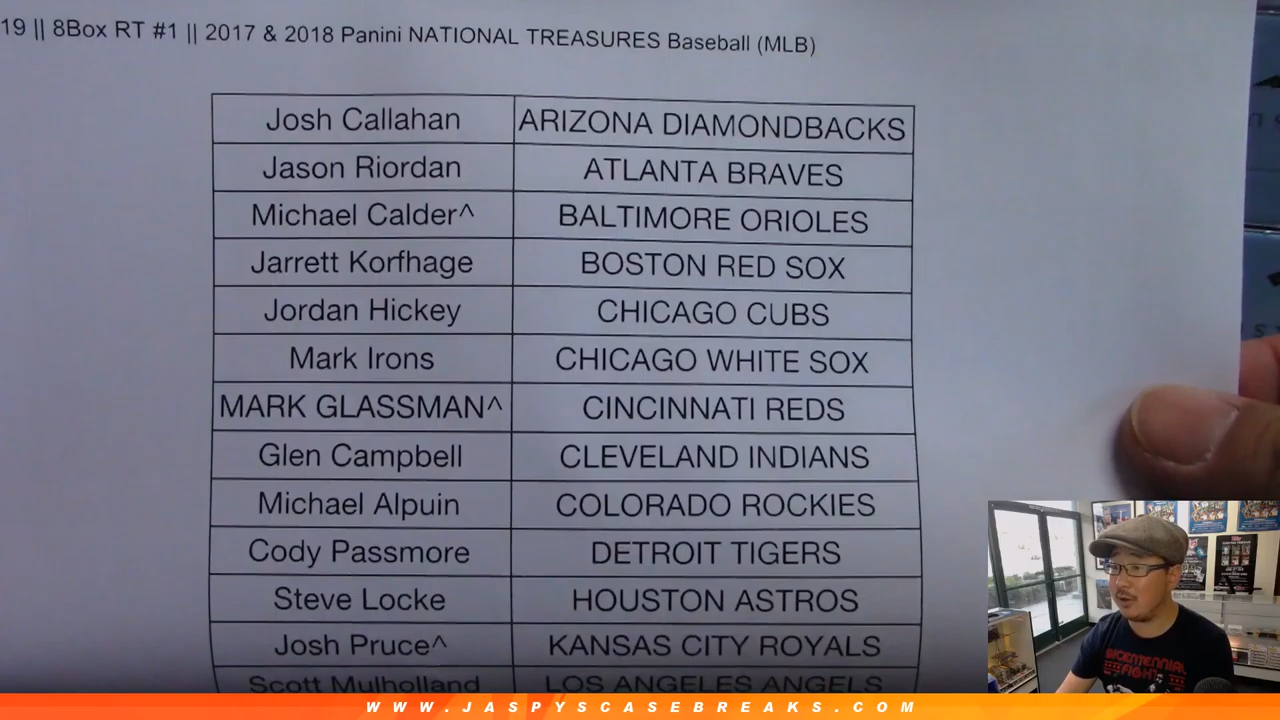 19 || 8Box RT #1 || 2017 & 2018 Panini NATIONAL TREASURES Baseball (MLB)
Josh Callahan ARIZONA DIAMONDBACKS
Jason Riordan ATLANTA BRAVES
Michael Calder^ BALTIMORE ORIOLES
Jarrett Korfhage BOSTON RED SOX
Jordan Hickey CHICAGO CUBS
Mark Irons CHICAGO WHITE SOX
MARK GLASSMAN^ CINCINNATI REDS
Glen Campbell CLEVELAND INDIANS
Michael Alpuin COLORADO ROCKIES
Cody Passmore DETROIT TIGERS
Steve Locke HOUSTON ASTROS
Josh Pruce^ KANSAS CITY ROYALS
Scott Mulholland LOS ANGELES ANGELS
BICENTENNIAL
FIGHT
WWW.JASPYSCASEBREAKS.COM